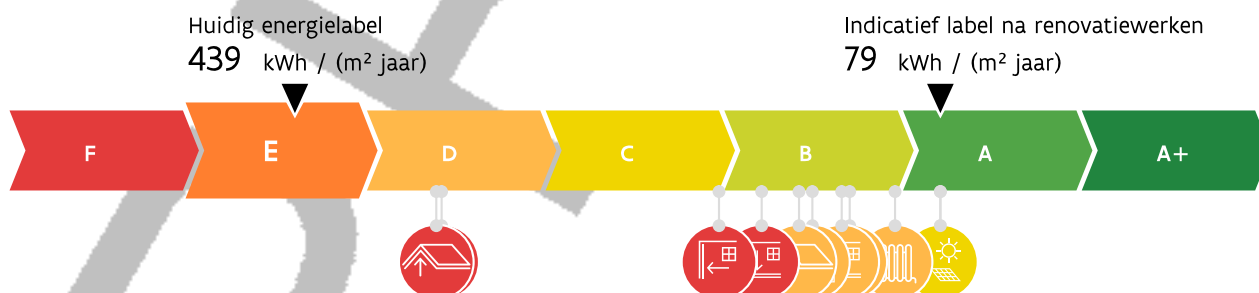 Huidig energielabel
439 kWh / (m² jaar)
Indicatief label na renovatiewerken
79 kWh / (m² jaar)
F E D C B A A+